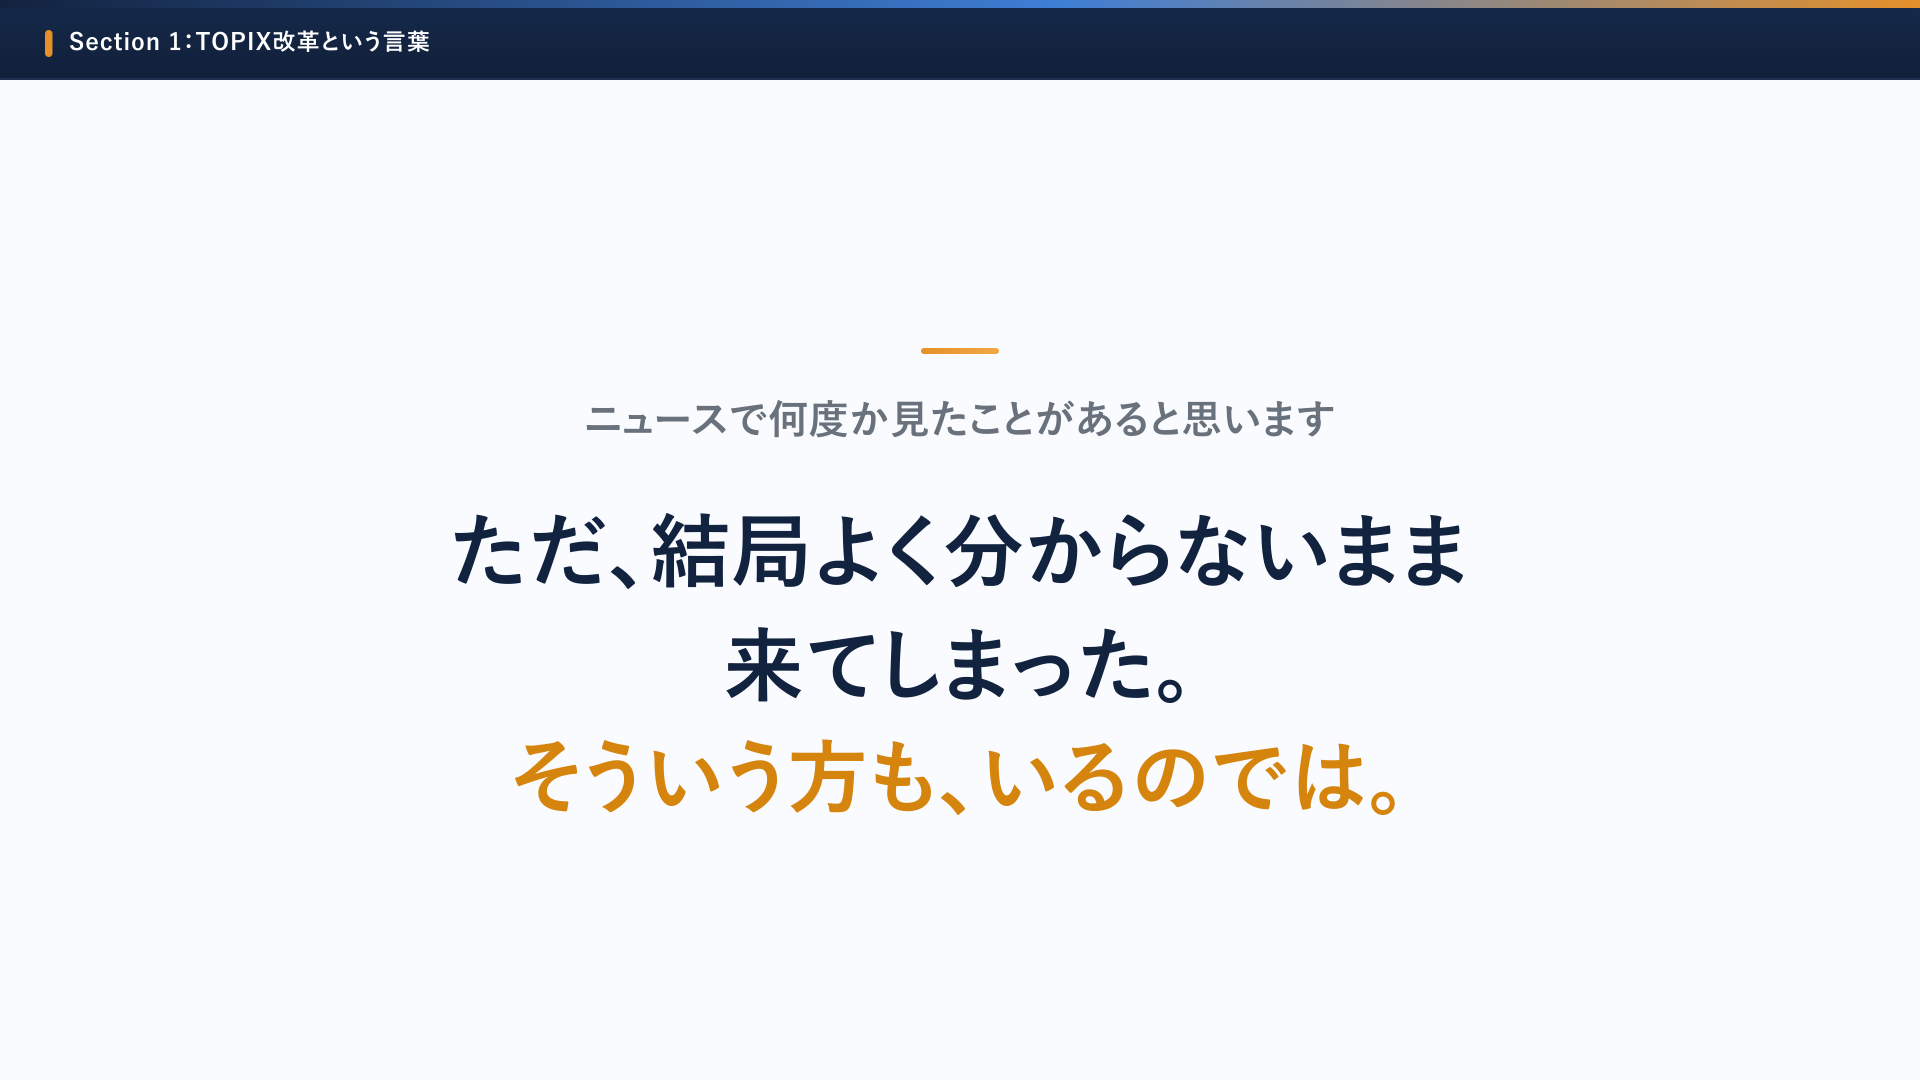 Section 1：TOPIX改革という言葉
ニュースで何度か見たことがあると思います
ただ、結局よく分からないまま
来てしまった。
そういう方も、いるのでは。